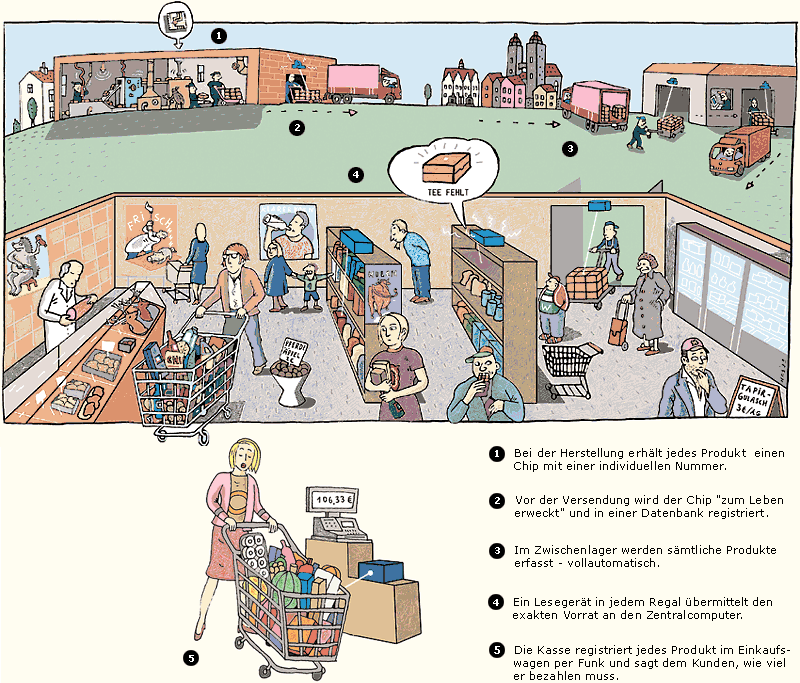 1
2
3
4
TEE FEHLT
FRISCH
PFERDE
ÄPFEL
TAPIR-
GULASCH
3€/KG
106,33 €
5
1 Bei der Herstellung erhält jedes Produkt einen
Chip mit einer individuellen Nummer.
2 Vor der Versendung wird der Chip "zum Leben
erweckt" und in einer Datenbank registriert.
3 Im Zwischenlager werden sämtliche Produkte
erfasst - vollautomatisch.
4 Ein Lesegerät in jedem Regal übermittelt den
exakten Vorrat an den Zentralcomputer.
5 Die Kasse registriert jedes Produkt im Einkaufs-
wagen per Funk und sagt dem Kunden, wie viel
er bezahlen muss.